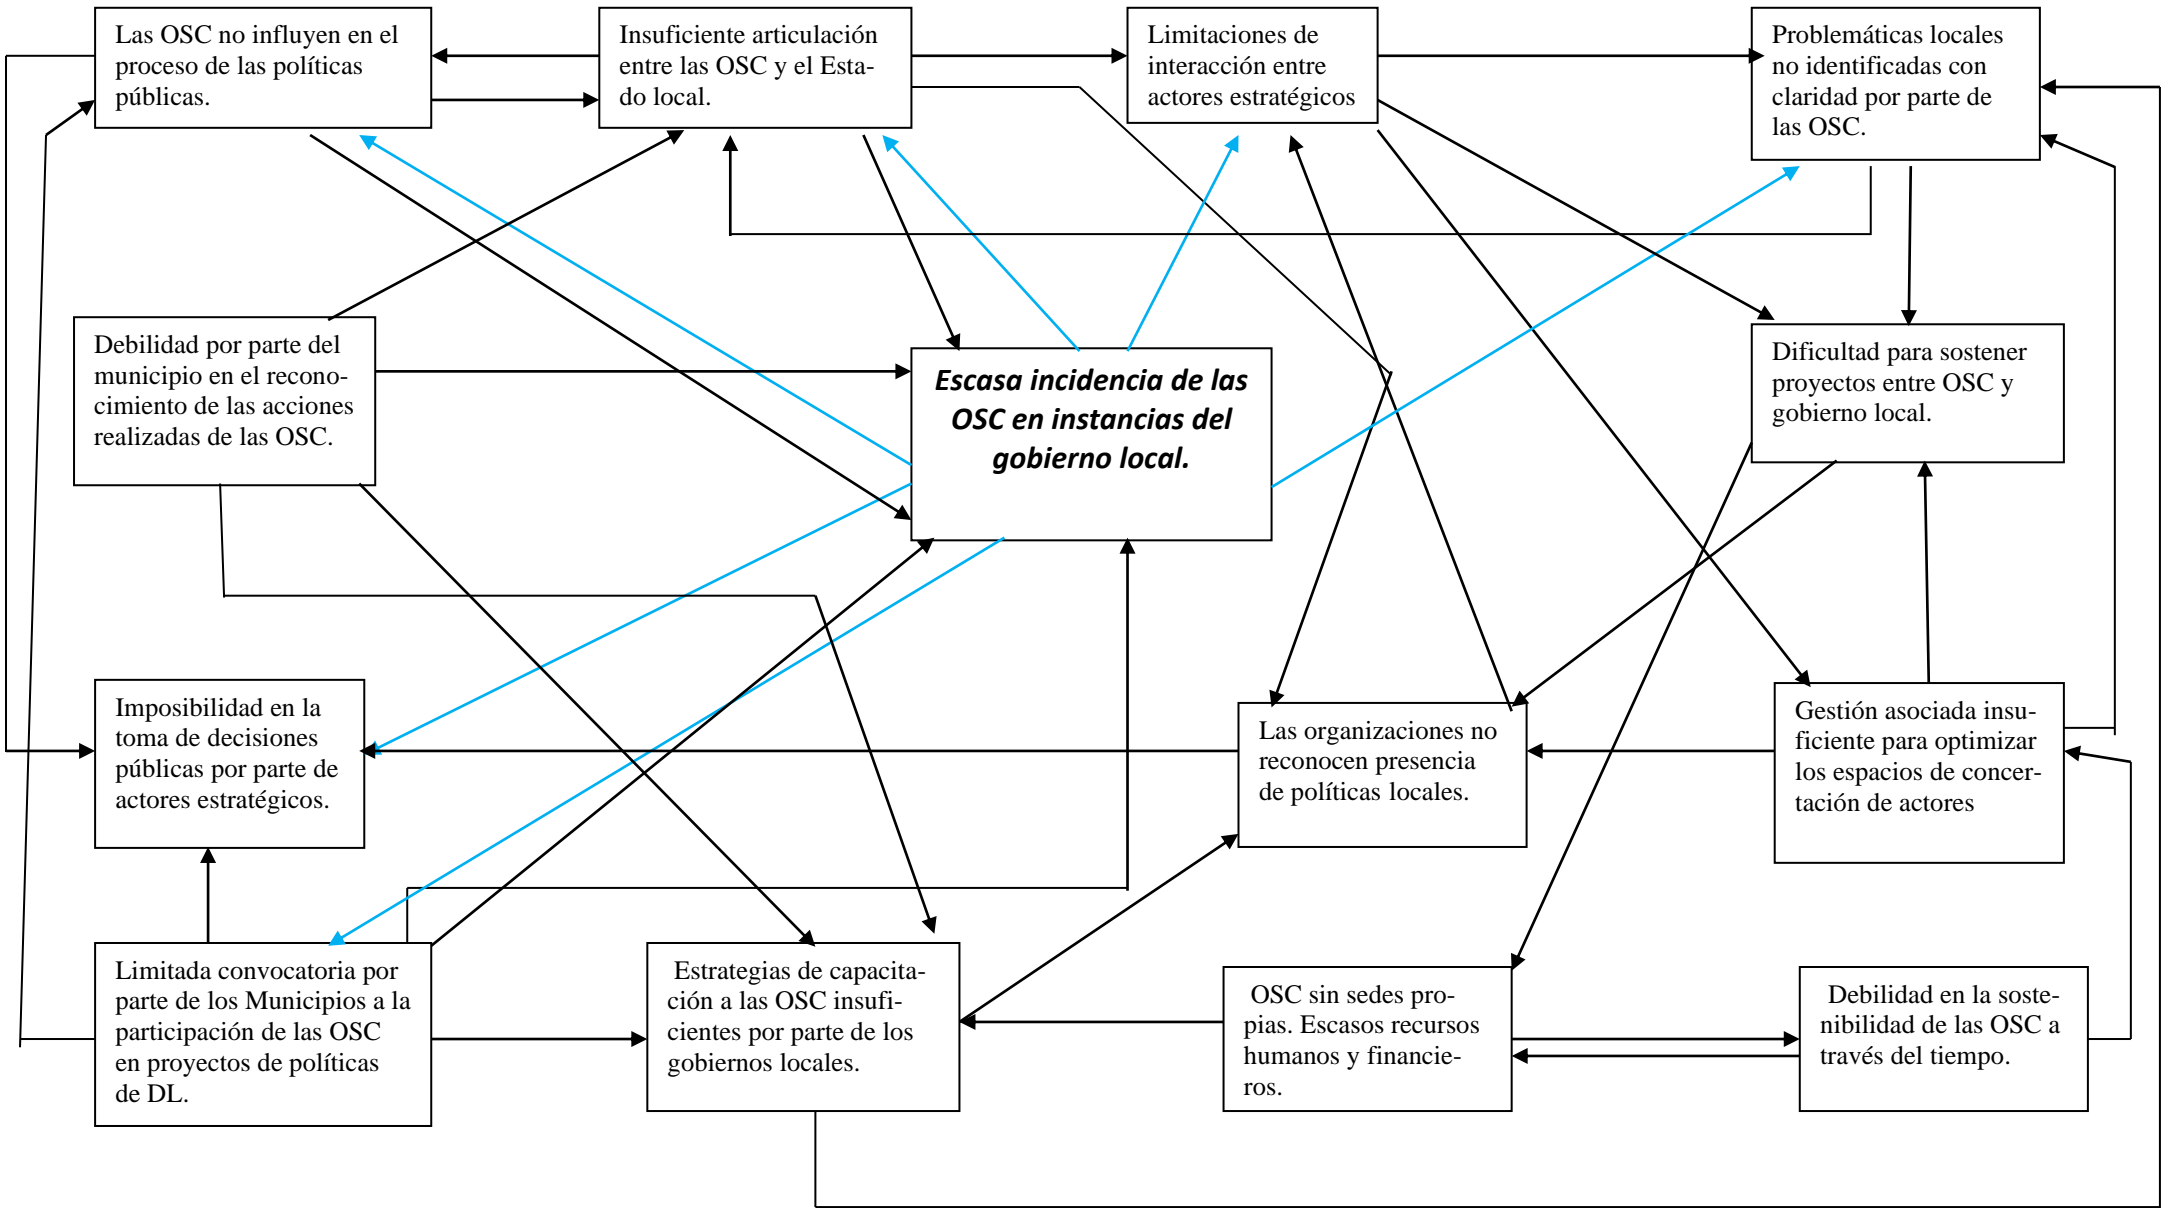 Las OSC no influyen en el
proceso de las políticas
públicas.
Insuficiente articulación
entre las OSC y el Esta-
do local.
Limitaciones de
interacción entre
actores estratégicos
Problemáticas locales
no identificadas con
claridad por parte de
las OSC.
Debilidad por parte del
municipio en el recono-
cimiento de las acciones
realizadas de las OSC.
Escasa incidencia de las
OSC en instancias del
gobierno local.
Dificultad para sostener
proyectos entre OSC y
gobierno local.
Imposibilidad en la
toma de decisiones
públicas por parte de
actores estratégicos.
Las organizaciones no
reconocen presencia
de políticas locales.
Gestión asociada insu-
ficiente para optimizar
los espacios de concer-
tación de actores
Limitada convocatoria por
parte de los Municipios a la
participación de las OSC
en proyectos de políticas
de DL.
Estrategias de capacita-
ción a las OSC insufi-
cientes por parte de los
gobiernos locales.
OSC sin sedes pro-
pias. Escasos recursos
humanos y financie-
ros.
Debilidad en la soste-
nibilidad de las OSC a
través del tiempo.